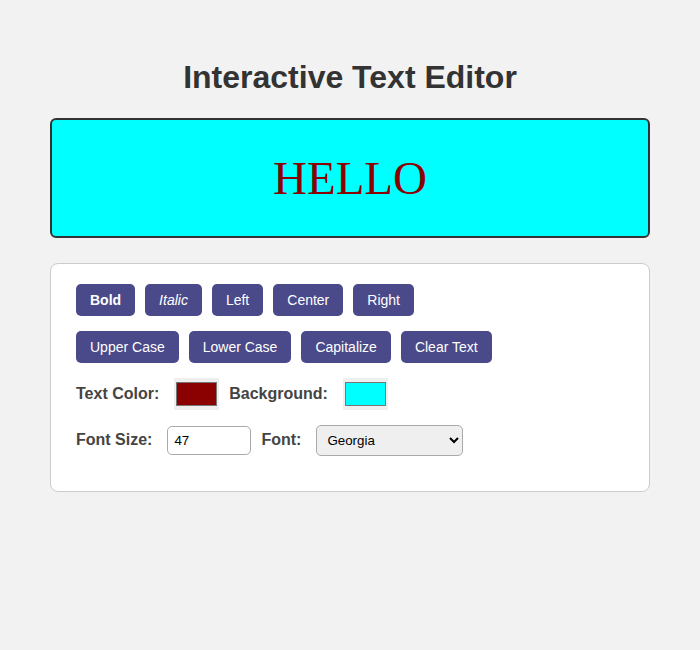 Interactive Text Editor
HELLO
Bold Italic Left Center Right
Upper Case Lower Case Capitalize Clear Text
Text Color: Background:
Font Size: 47 Font: Georgia